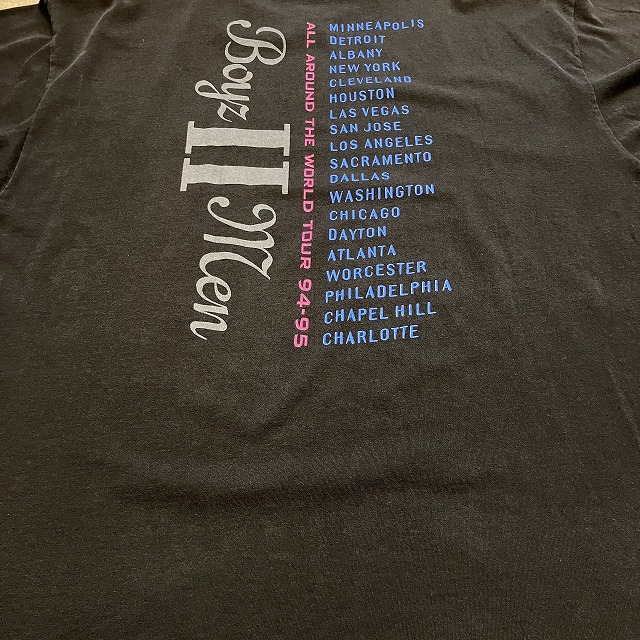 Boyz II Men
ALL AROUND THE WORLD TOUR 94-95
MINNEAPOLIS
DETROIT
ALBANY
NEW YORK
CLEVELAND
HOUSTON
LAS VEGAS
SAN JOSE
LOS ANGELES
SACRAMENTO
DALLAS
WASHINGTON
CHICAGO
DAYTON
ATLANTA
WORCESTER
PHILADELPHIA
CHAPEL HILL
CHARLOTTE